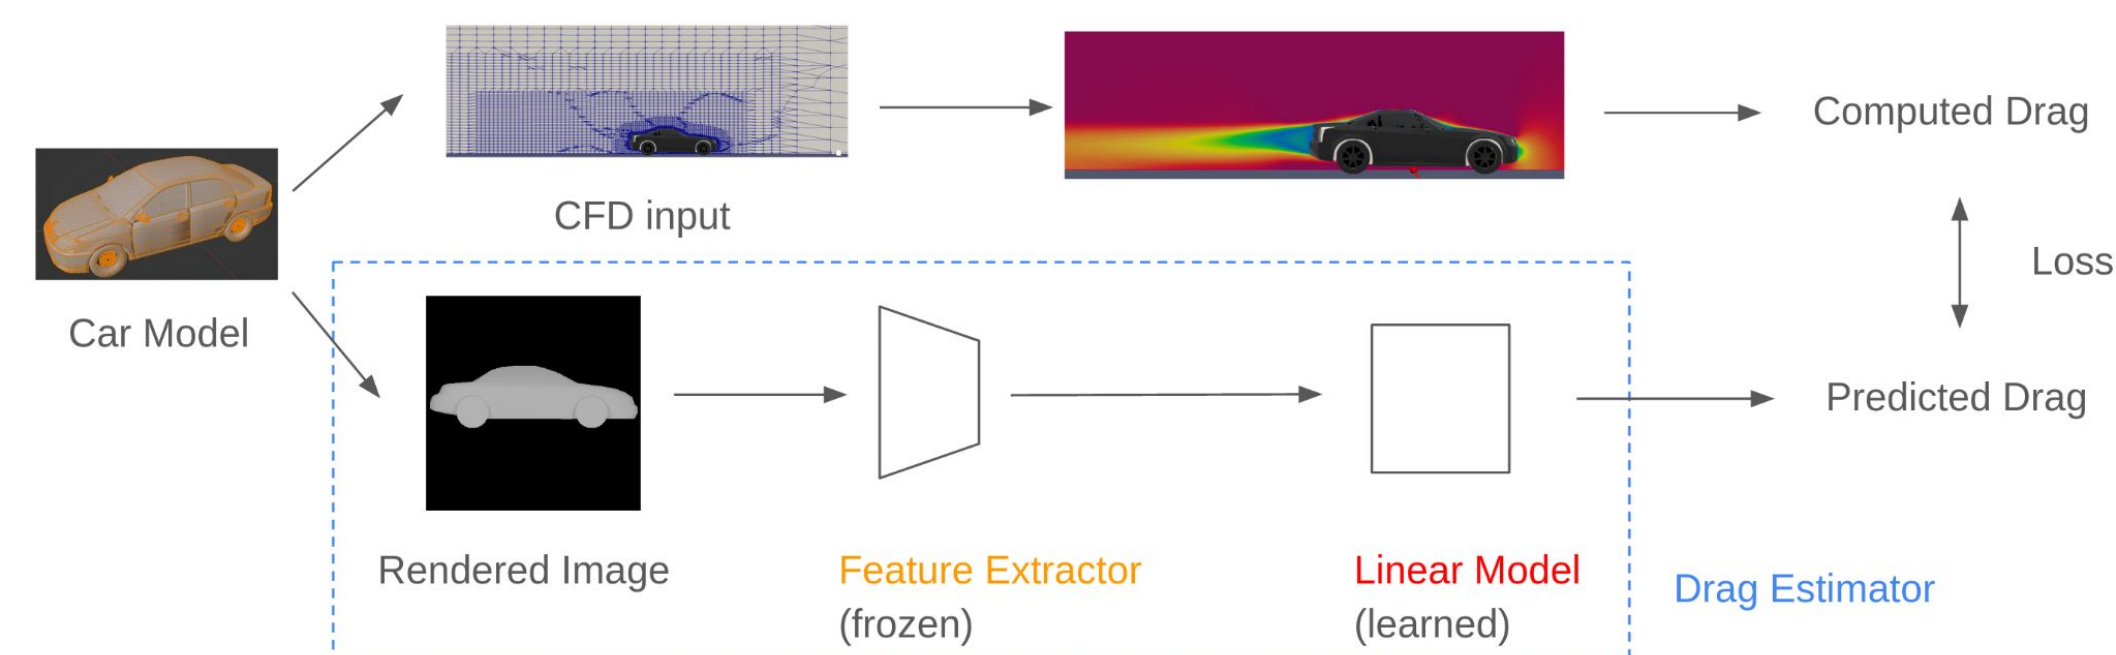 Computed Drag
CFD input
Loss
Car Model
Predicted Drag
Rendered Image
Feature Extractor
(frozen)
Linear Model
(learned)
Drag Estimator